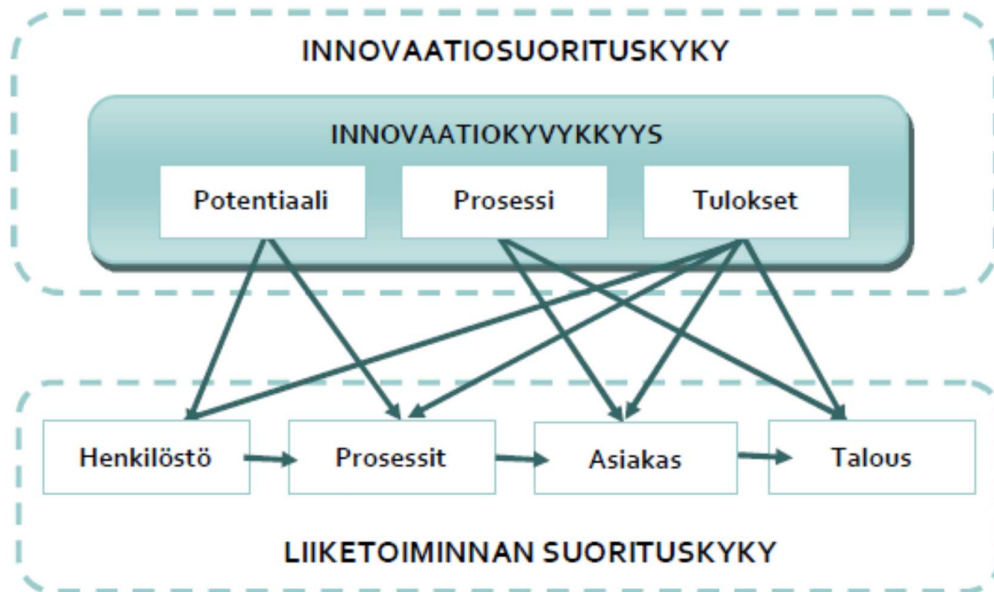 INNOVAATIOSUORITUSKYKY
INNOVAATIOKYVYKKYYS
Potentiaali Prosessi Tulokset
Henkilöstö Prosessit Asiakas Talous
LIIKETOIMINNAN SUORITUSKYKY